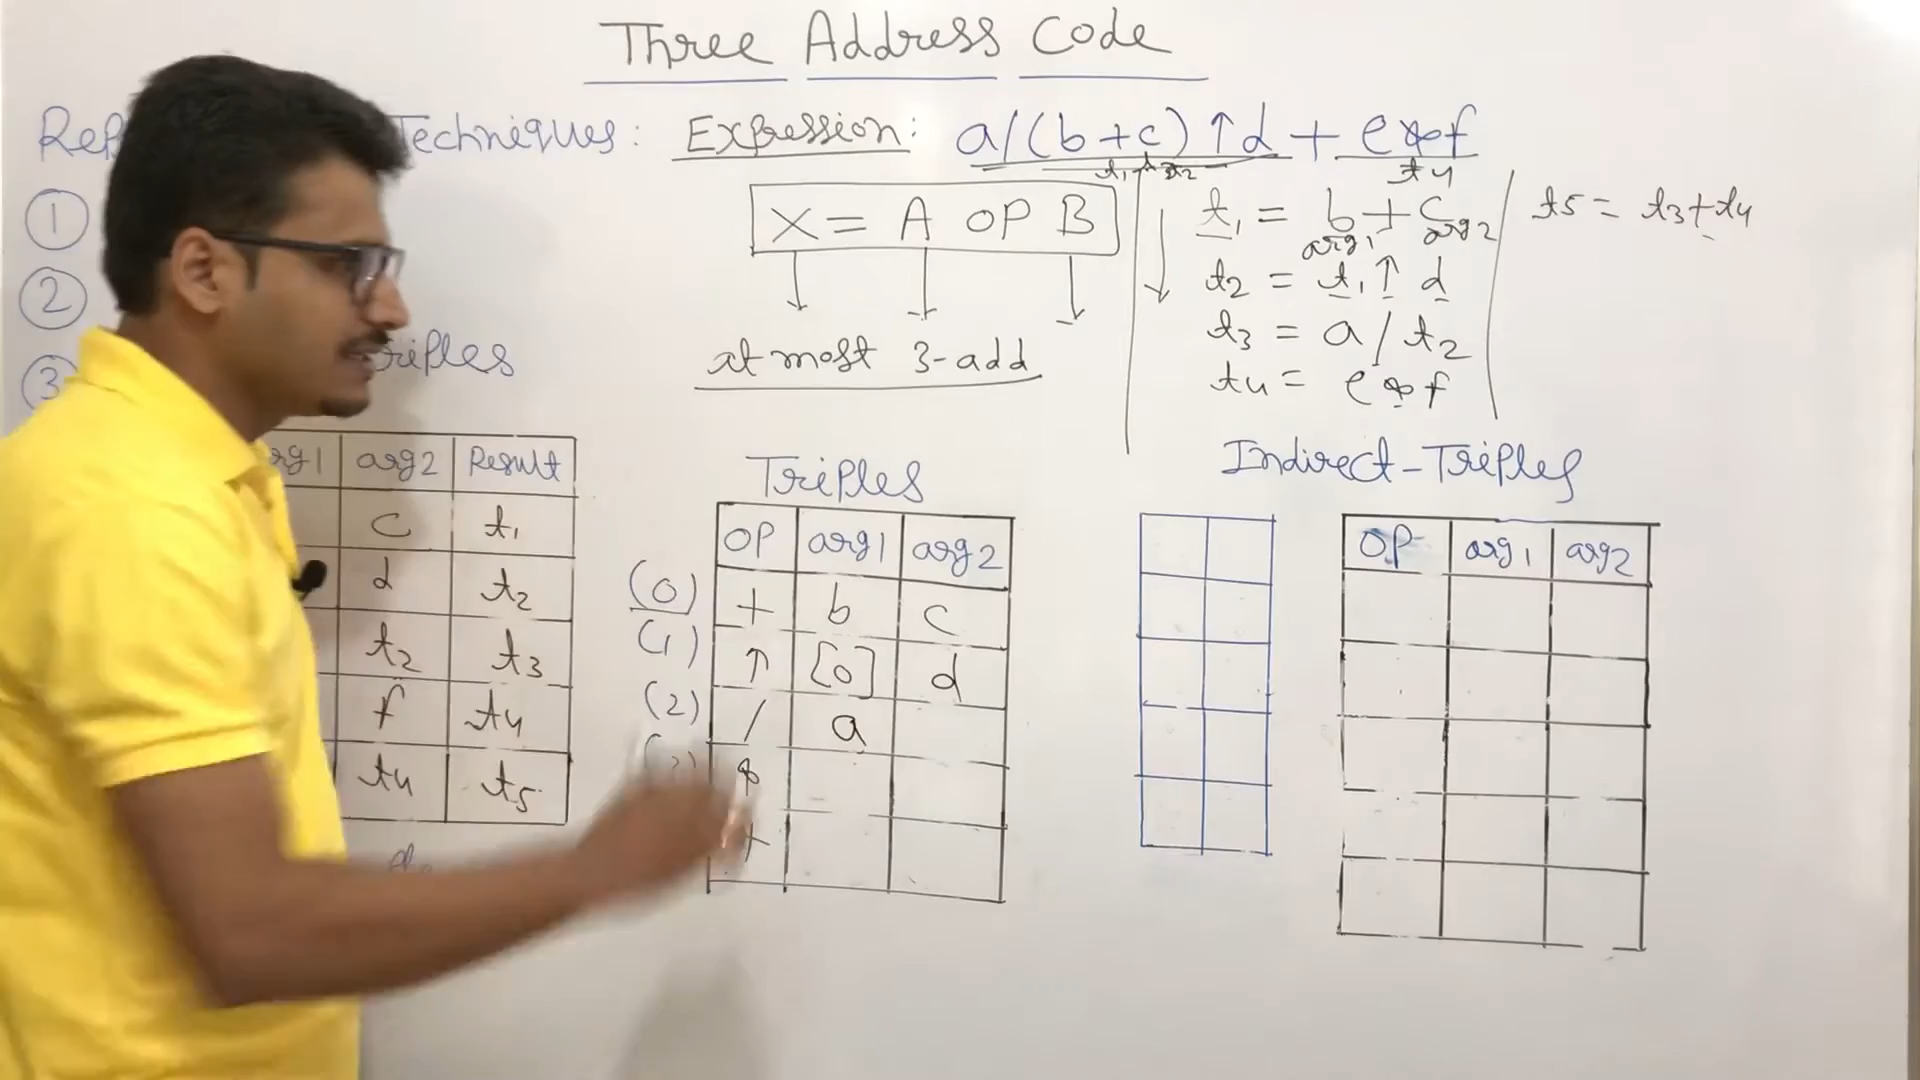 Three Address Code
Rep Techniques: Expression: a/(b+c)↑d + e*f
t1 t2 t4
① X = A OP B t1 = b+c t5 = t3+t4
arg1 arg2
② t2 = t1↑ d
t3 = a / t2
③ riples at most 3-add
t4 = e*f
Triples Indirect-Triples
rg1 arg2 Result
c t1
d t2
t2 t3
f t4
t4 t5
OP arg1 arg2
(0) + b c
(1) ↑ [0] d
(2) / a
*
+
OP arg1 arg2